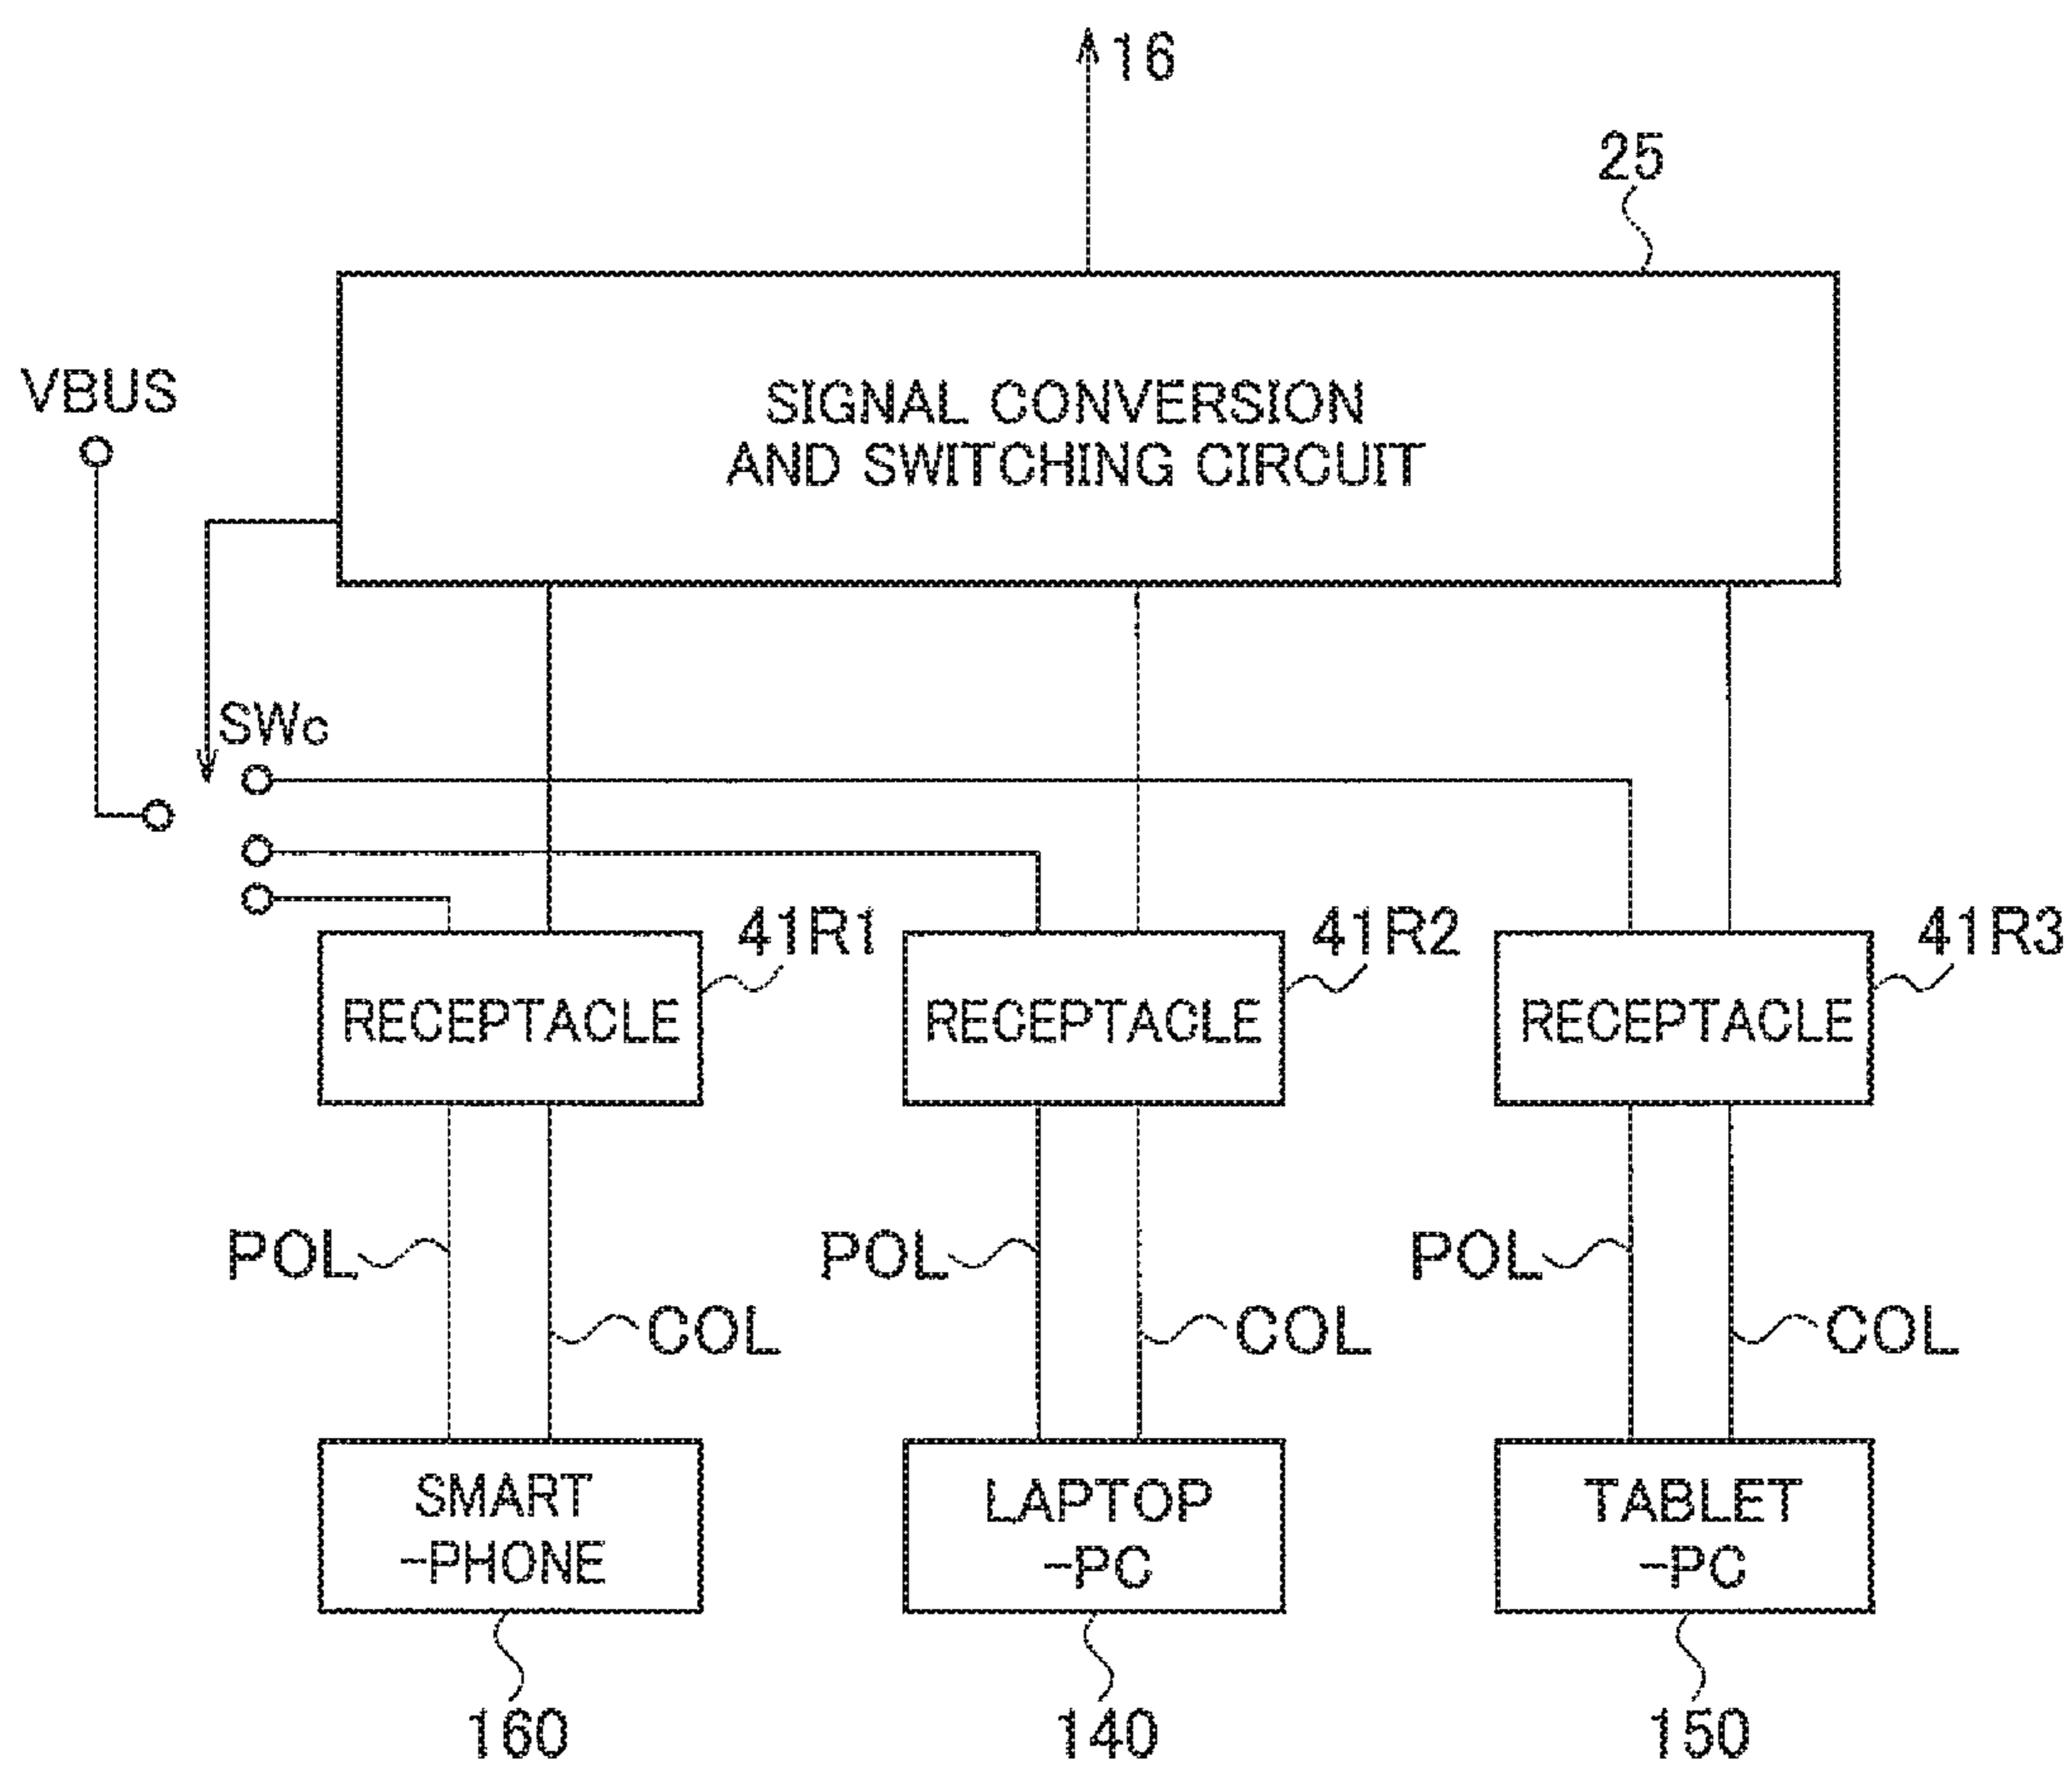 16
25
VBUS
SIGNAL CONVERSION
AND SWITCHING CIRCUIT
SWc
41R1
41R2
41R3
RECEPTACLE
RECEPTACLE
RECEPTACLE
POL
POL
POL
COL
COL
COL
SMART
-PHONE
LAPTOP
-PC
TABLET
-PC
160
140
150